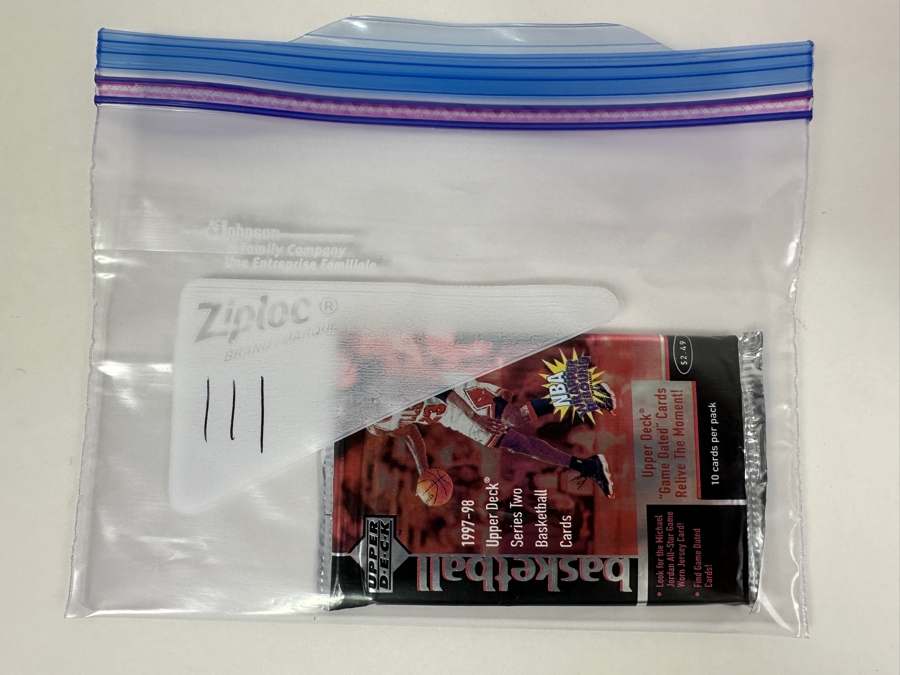 Johnson
A Family Company
Une Entreprise Familiale
Ziploc ®
BRAND MARQUE
111
NBA
$2.49
Upper Deck®
"Game Dated" Cards
Relive The Moment!
10 cards per pack
1997-98
Upper Deck®
Series Two
Basketball
Cards
UPPER
D·E·C·K
basketball
• Look for the Michael
Jordan All-Star Game
Worn Jersey Card!
• Find Game Dated
Cards!